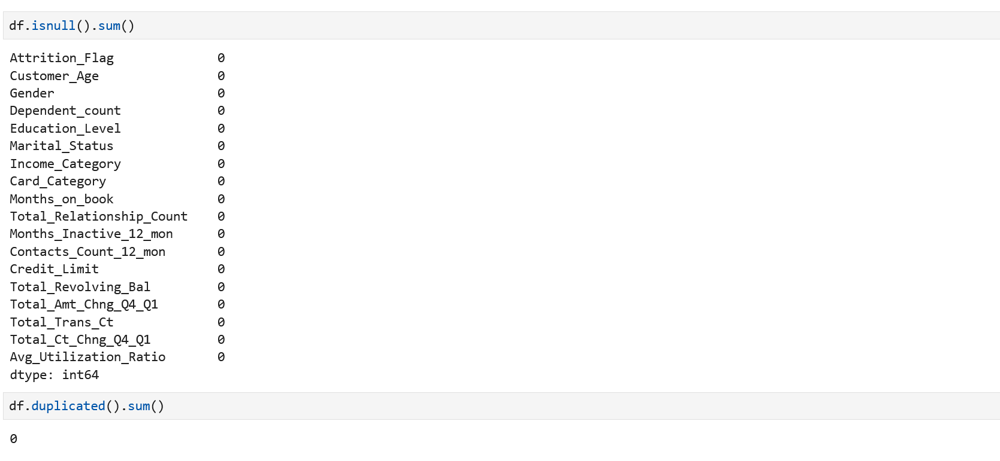 df.isnull().sum()
Attrition_Flag 0
Customer_Age 0
Gender 0
Dependent_count 0
Education_Level 0
Marital_Status 0
Income_Category 0
Card_Category 0
Months_on_book 0
Total_Relationship_Count 0
Months_Inactive_12_mon 0
Contacts_Count_12_mon 0
Credit_Limit 0
Total_Revolving_Bal 0
Total_Amt_Chng_Q4_Q1 0
Total_Trans_Ct 0
Total_Ct_Chng_Q4_Q1 0
Avg_Utilization_Ratio 0
dtype: int64
df.duplicated().sum()
0